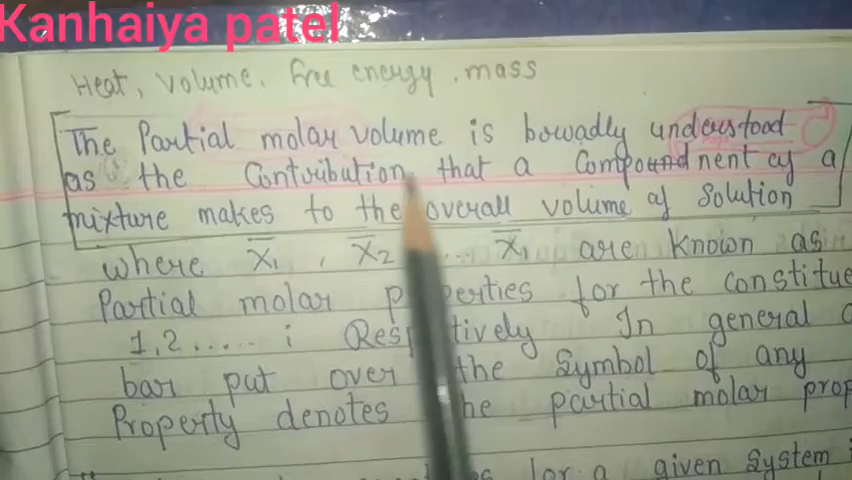 Kanhaiya patel
Heat, volume, free energy, mass
The Partial molar volume is browadly understood
as the Contribution that a Compound nent of a
mixture makes to the overall volume of Solution
where X̅₁, X̅₂ ... X̅ᵢ are known as
Partial molar properties for the constitue
1,2..... i Respectively In general a
bar put over the Symbol of any
Property denotes the partial molar prop
for a given System